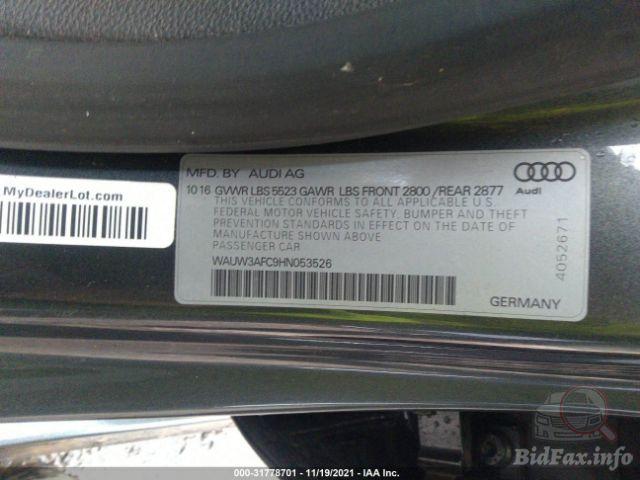 MFD. BY AUDI AG
10 16 GVWR LBS 5523 GAWR LBS FRONT 2800 /REAR 2877
THIS VEHICLE CONFORMS TO ALL APPLICABLE U.S.
FEDERAL MOTOR VEHICLE SAFETY, BUMPER AND THEFT
PREVENTION STANDARDS IN EFFECT ON THE DATE OF
MANUFACTURE SHOWN ABOVE
PASSENGER CAR
WAUW3AFC9HN053526
Audi
4052671
GERMANY
MyDealerLot.com
000-31778701 - 11/19/2021 - IAA Inc.
BidFax.info